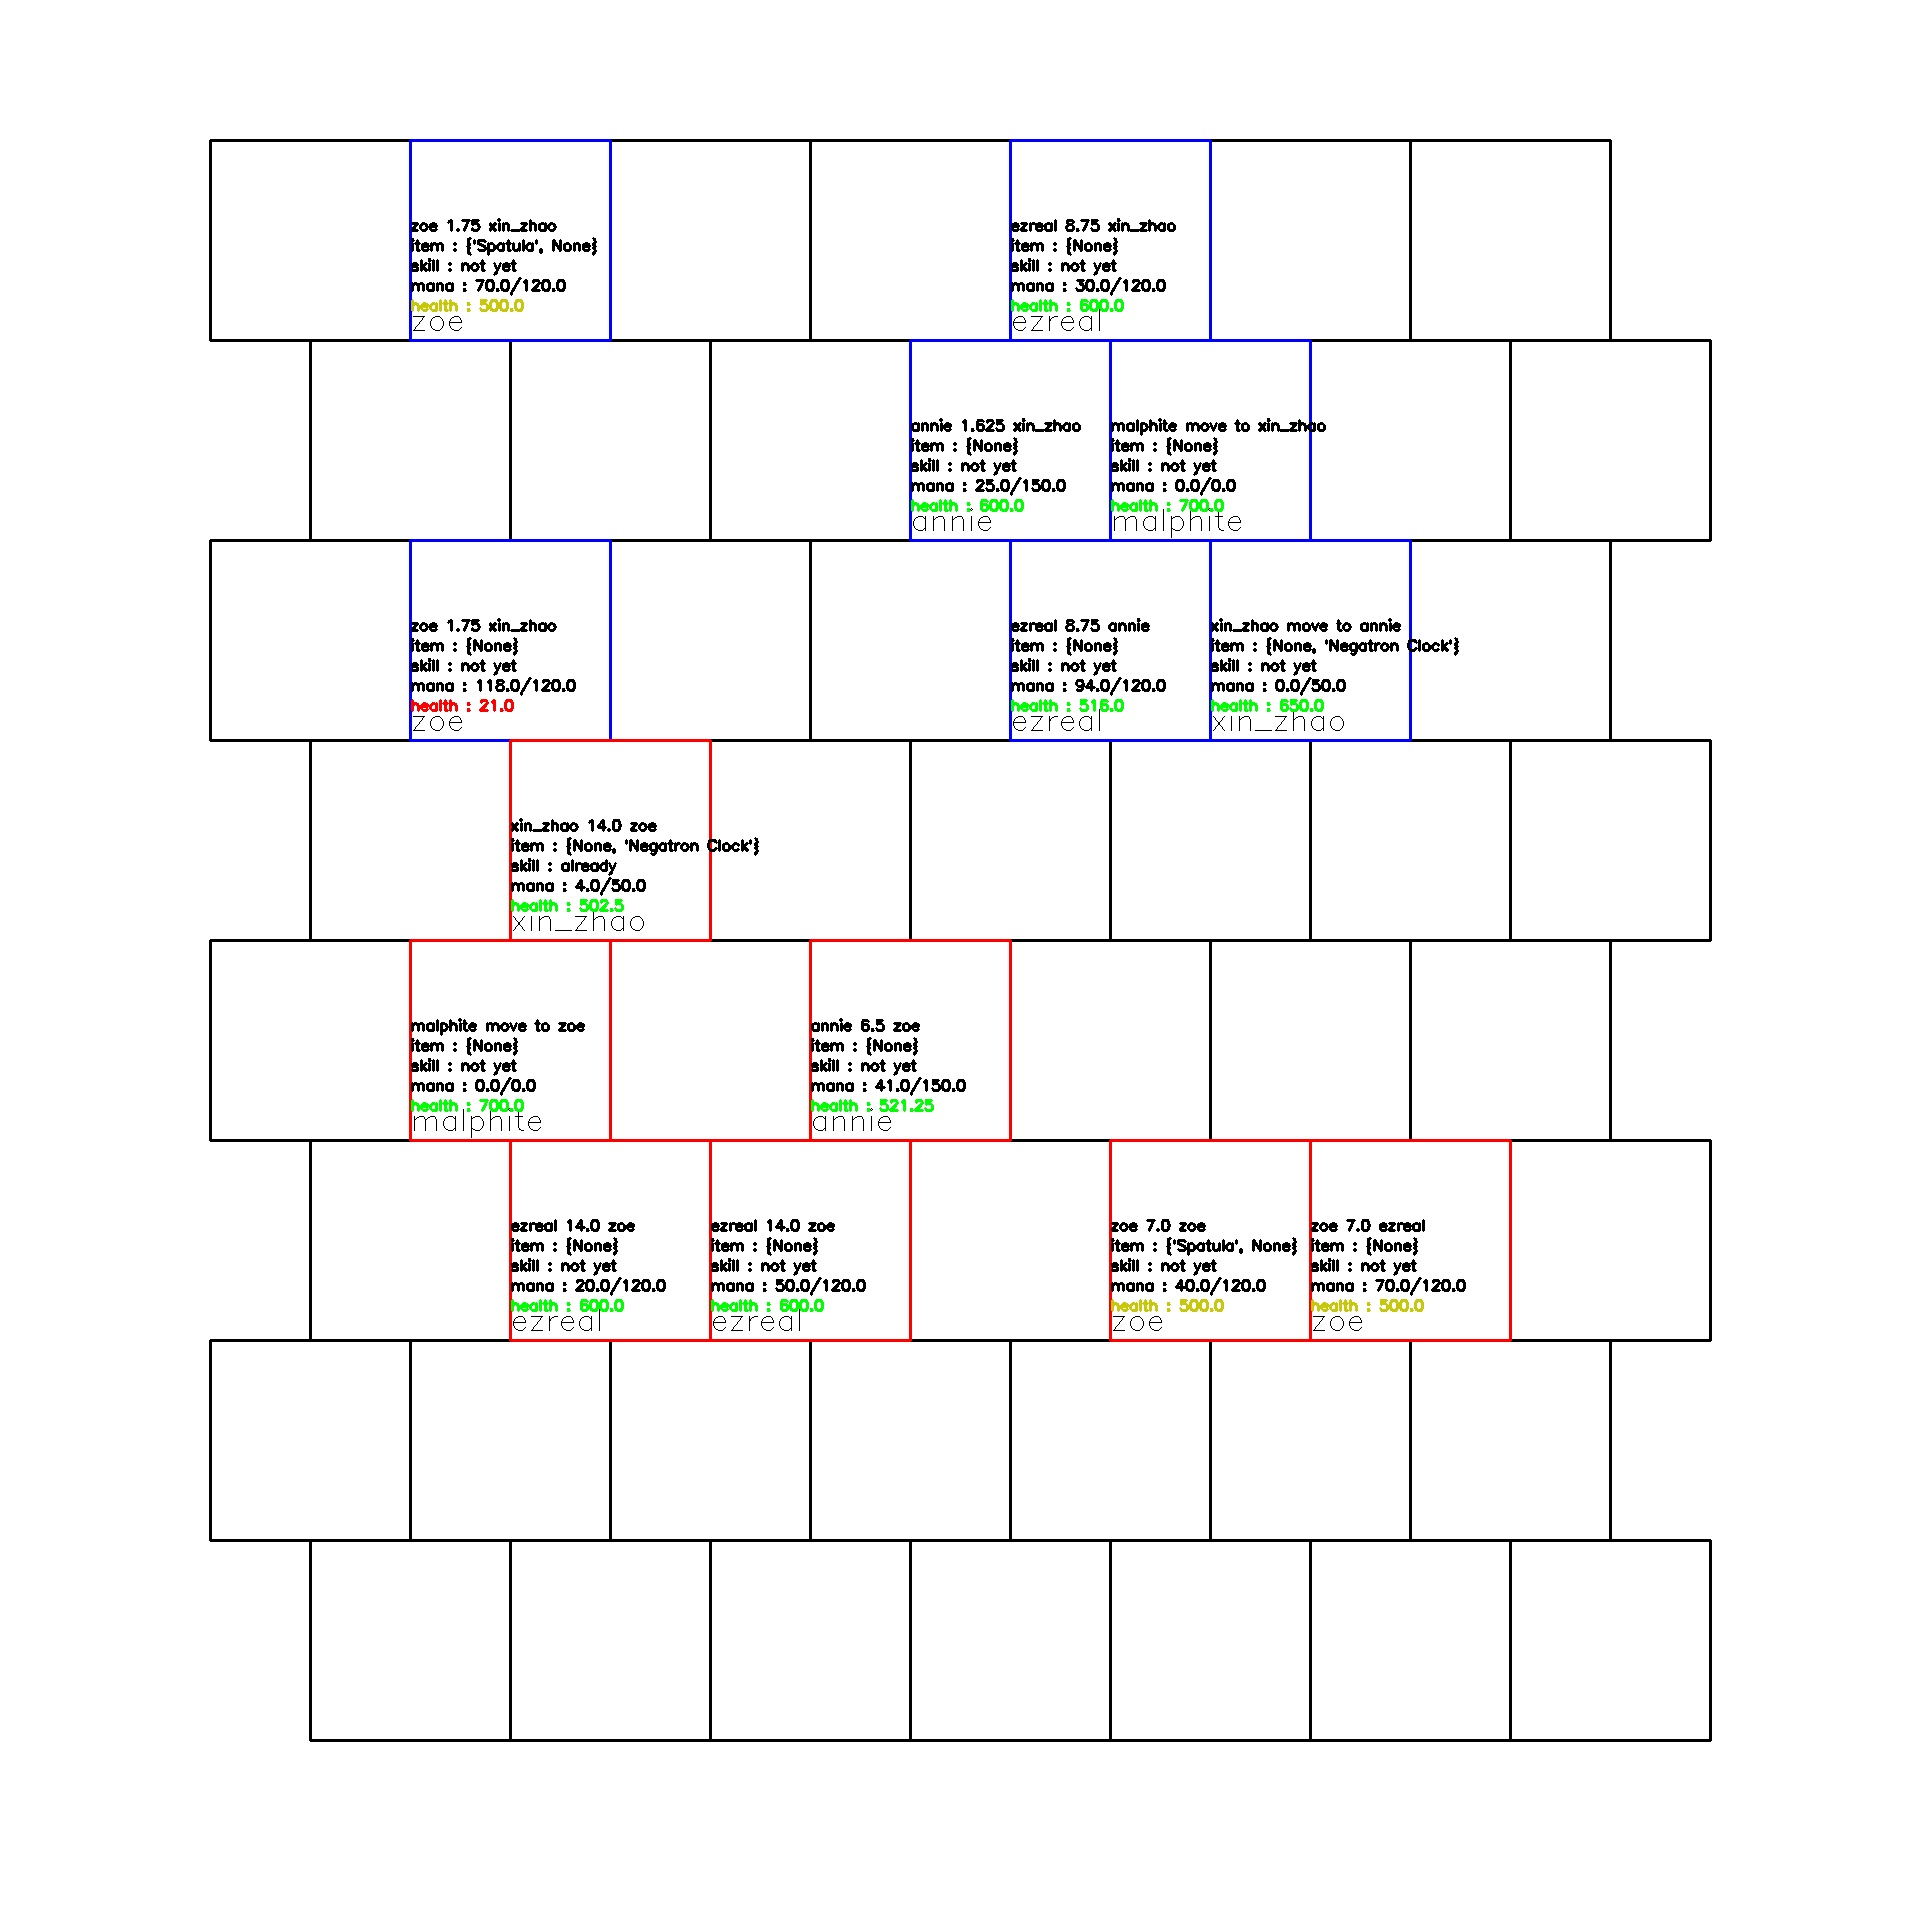 zoe 1.75 xin_zhao
item : {'Spatula', None}
skill : not yet
mana : 70.0/120.0
health : 500.0
zoe
ezreal 8.75 xin_zhao
item : {None}
skill : not yet
mana : 30.0/120.0
health : 600.0
ezreal
annie 1.625 xin_zhao
item : {None}
skill : not yet
mana : 25.0/150.0
health : 600.0
annie
malphite move to xin_zhao
item : {None}
skill : not yet
mana : 0.0/0.0
health : 700.0
malphite
zoe 1.75 xin_zhao
item : {None}
skill : not yet
mana : 118.0/120.0
health : 21.0
zoe
ezreal 8.75 annie
item : {None}
skill : not yet
mana : 94.0/120.0
health : 516.0
ezreal
xin_zhao move to annie
item : {None, 'Negatron Clock'}
skill : not yet
mana : 0.0/50.0
health : 650.0
xin_zhao
xin_zhao 14.0 zoe
item : {None, 'Negatron Clock'}
skill : already
mana : 4.0/50.0
health : 502.5
xin_zhao
malphite move to zoe
item : {None}
skill : not yet
mana : 0.0/0.0
health : 700.0
malphite
annie 6.5 zoe
item : {None}
skill : not yet
mana : 41.0/150.0
health : 521.25
annie
ezreal 14.0 zoe
item : {None}
skill : not yet
mana : 20.0/120.0
health : 600.0
ezreal
ezreal 14.0 zoe
item : {None}
skill : not yet
mana : 50.0/120.0
health : 600.0
ezreal
zoe 7.0 zoe
item : {'Spatula', None}
skill : not yet
mana : 40.0/120.0
health : 500.0
zoe
zoe 7.0 ezreal
item : {None}
skill : not yet
mana : 70.0/120.0
health : 500.0
zoe